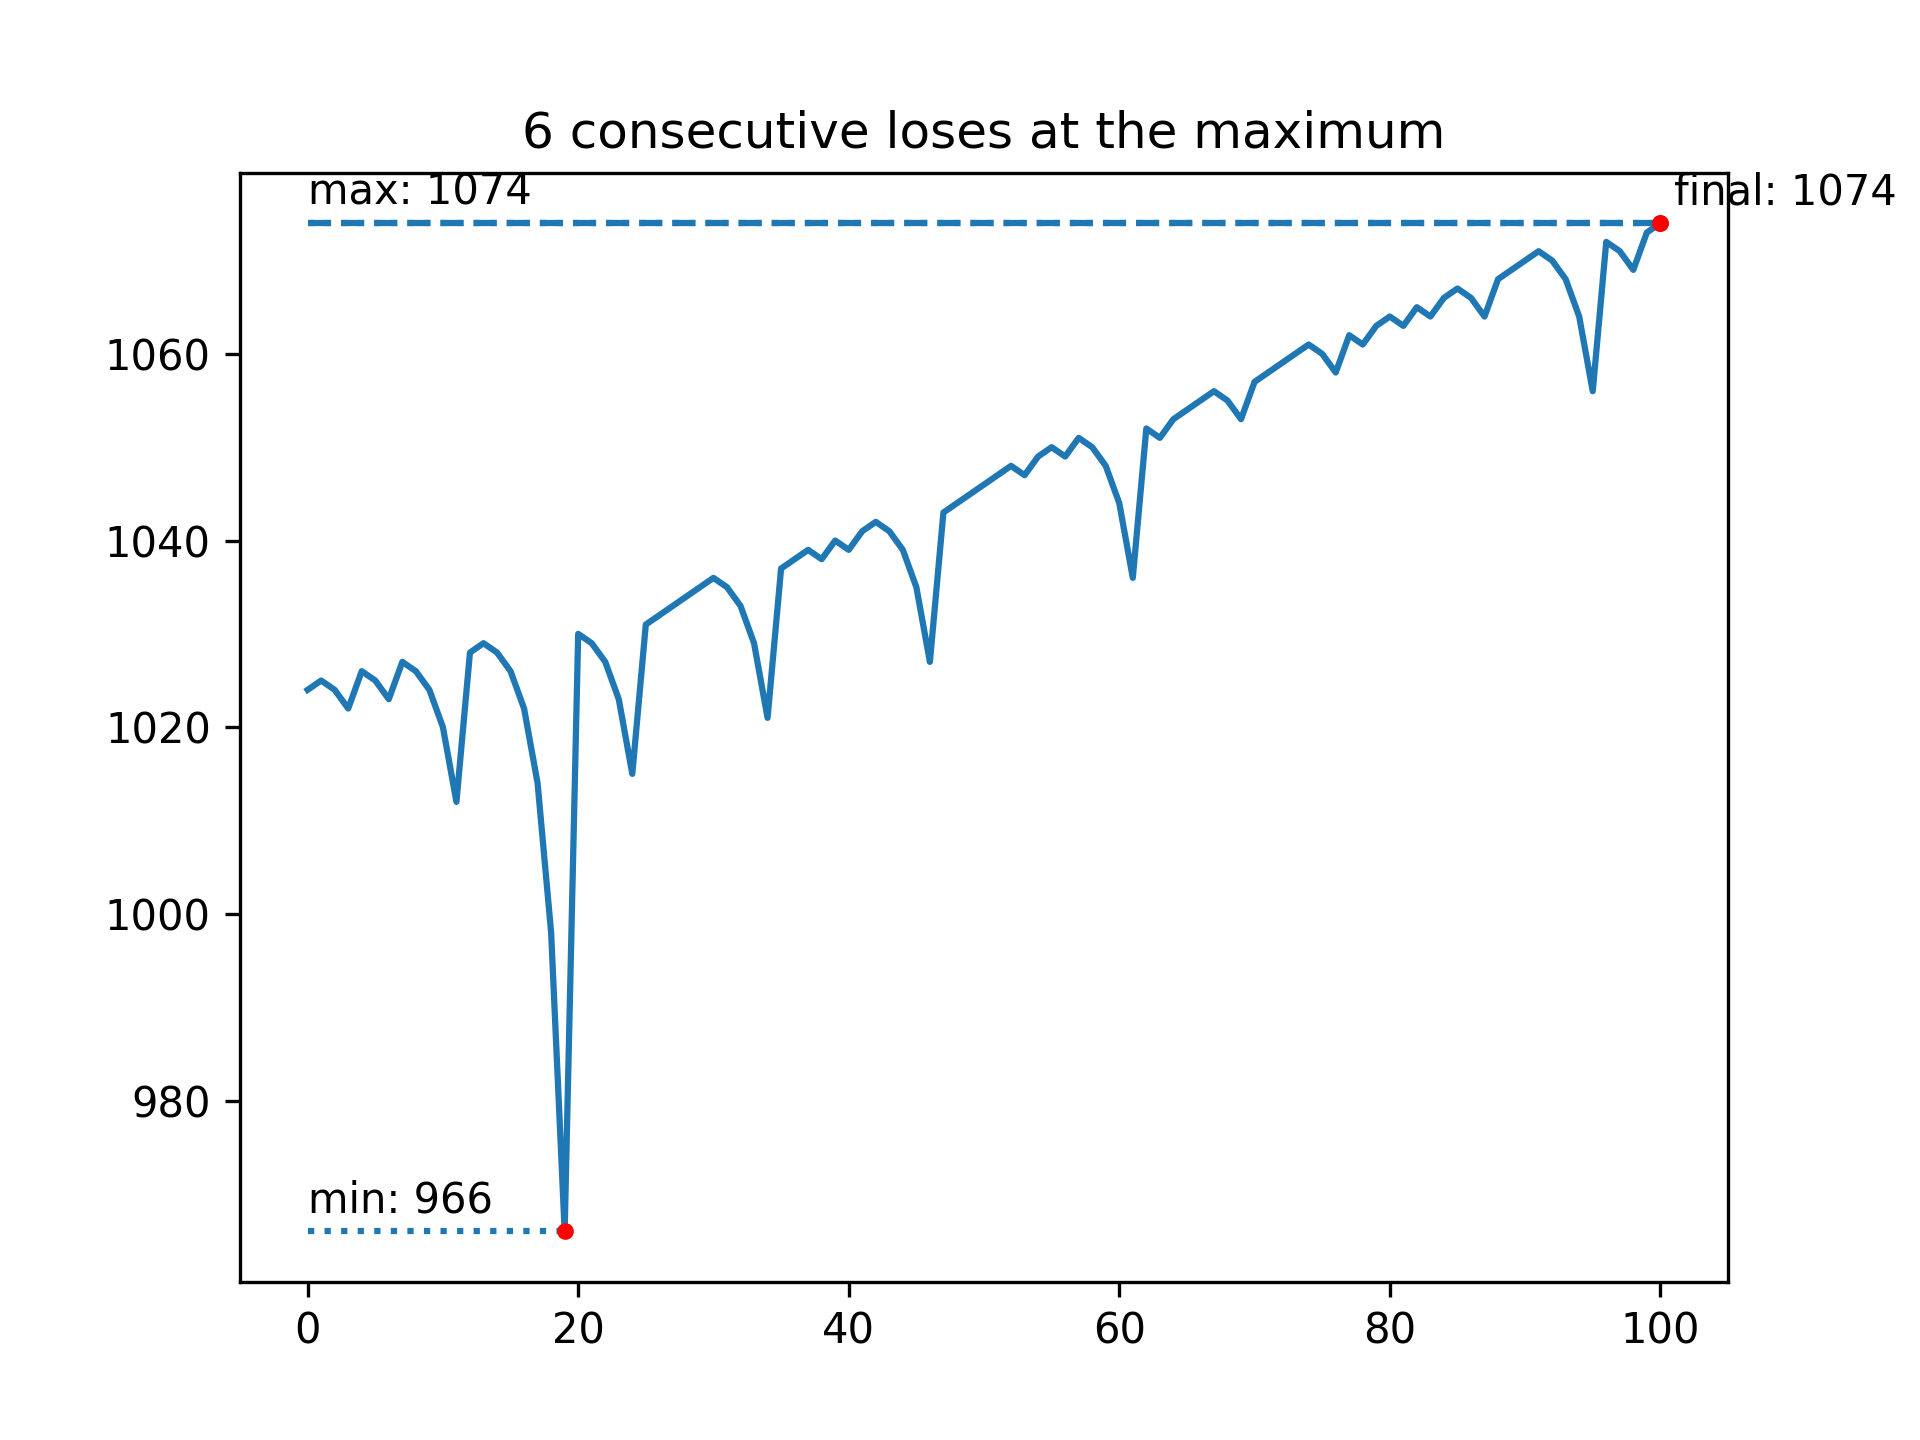 6 consecutive loses at the maximum
max: 1074
final: 1074
1060
1040
1020
1000
980
min: 966
0 20 40 60 80 100